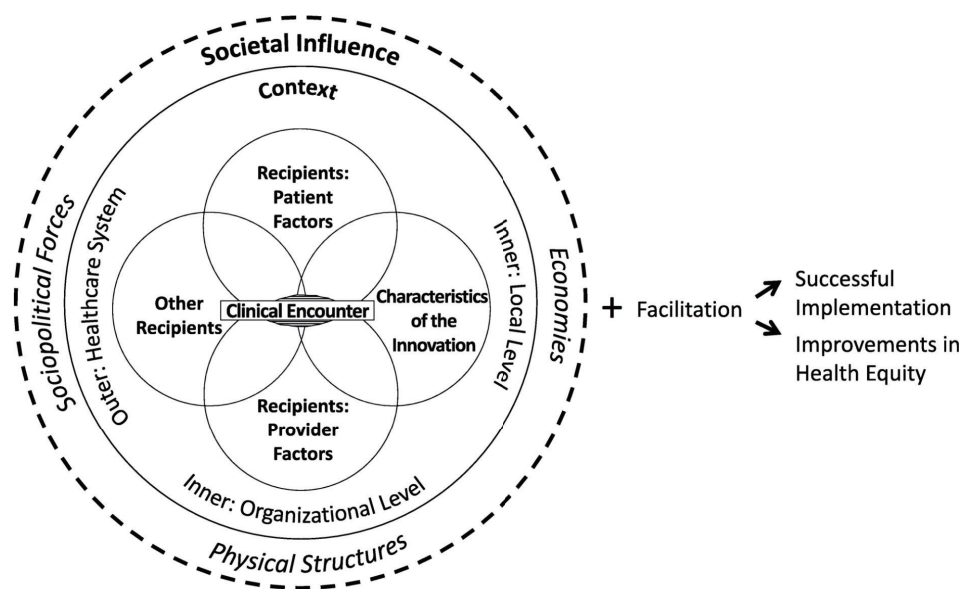 Societal Influence
Context
Sociopolitical Forces
Outer: Healthcare System
Recipients:
Patient
Factors
Other
Recipients
Clinical Encounter
Characteristics
of the
Innovation
Recipients:
Provider
Factors
Inner: Local Level
Economies
Inner: Organizational Level
Physical Structures
+ Facilitation
Successful
Implementation
Improvements in
Health Equity